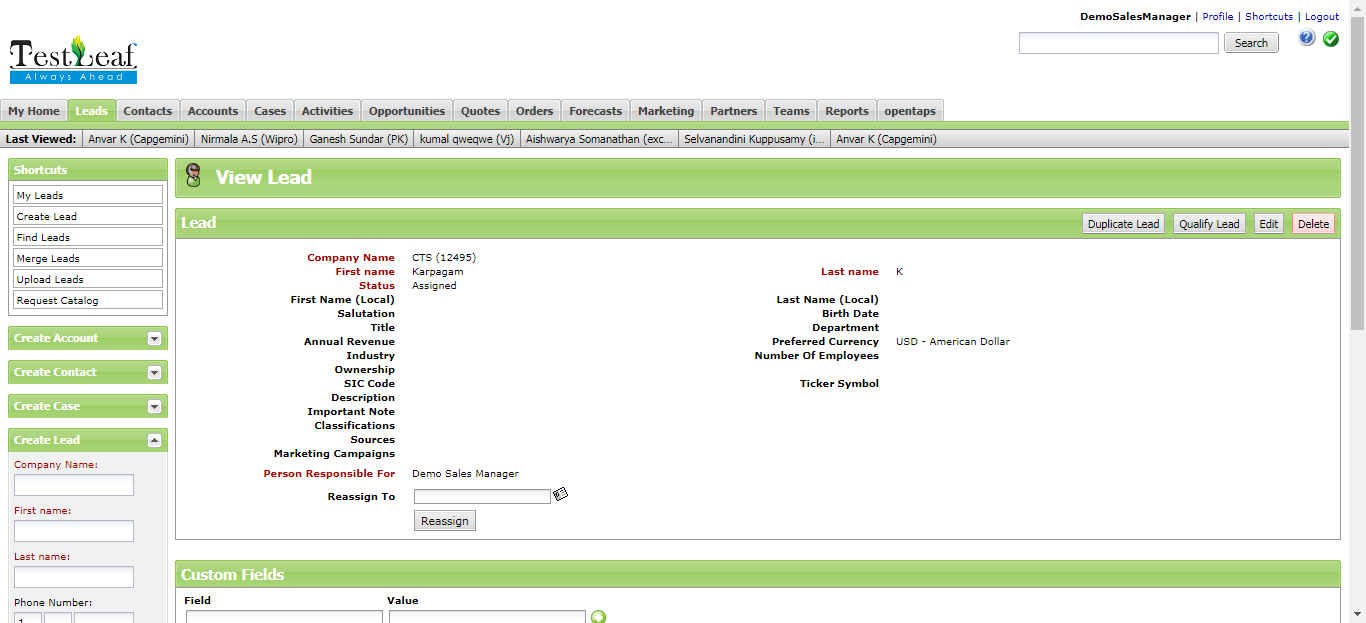 DemoSalesManager | Profile | Shortcuts | Logout
TestLeaf
Always Ahead
Search
My Home Leads Contacts Accounts Cases Activities Opportunities Quotes Orders Forecasts Marketing Partners Teams Reports opentaps
Last Viewed: Anvar K (Capgemini) Nirmala A.S (Wipro) Ganesh Sundar (PK) kumal qweqwe (Vj) Aishwarya Somanathan (exc... Selvanandini Kuppusamy (i... Anvar K (Capgemini)
Shortcuts
My Leads
Create Lead
Find Leads
Merge Leads
Upload Leads
Request Catalog
Create Account
Create Contact
Create Case
Create Lead
Company Name:
First name:
Last name:
Phone Number:
1
View Lead
Lead
Duplicate Lead Qualify Lead Edit Delete
Company Name CTS (12495)
First name Karpagam Last name K
Status Assigned
First Name (Local) Last Name (Local)
Salutation Birth Date
Title Department
Annual Revenue Preferred Currency USD - American Dollar
Industry Number Of Employees
Ownership
SIC Code Ticker Symbol
Description
Important Note
Classifications
Sources
Marketing Campaigns
Person Responsible For Demo Sales Manager
Reassign To
Reassign
Custom Fields
Field Value